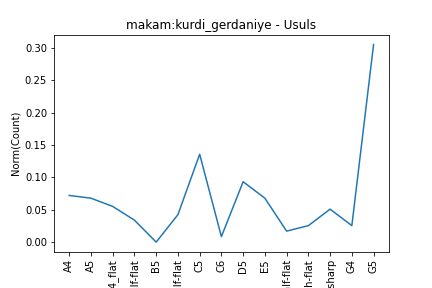 makam:kurdi_gerdaniye - Usuls
Norm(Count)
0.30
0.25
0.20
0.15
0.10
0.05
0.00
A4
A5
4_flat
lf-flat
B5
lf-flat
C5
C6
D5
E5
lf-flat
h-flat
sharp
G4
G5